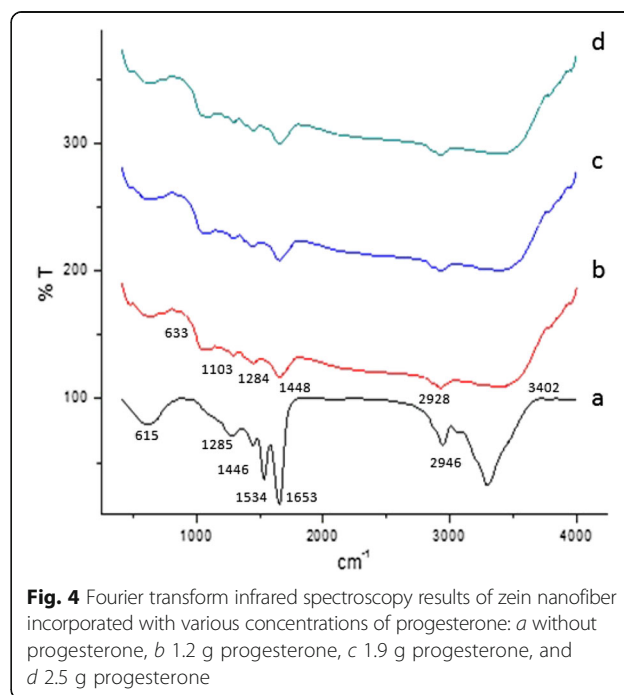 d
300
c
% T
200
b
633
1103
1284
1448
2928
3402
100
a
615
1285
1446
1534
1653
2946
1000
2000
3000
4000
cm-1
Fig. 4 Fourier transform infrared spectroscopy results of zein nanofiber
incorporated with various concentrations of progesterone: a without
progesterone, b 1.2 g progesterone, c 1.9 g progesterone, and
d 2.5 g progesterone